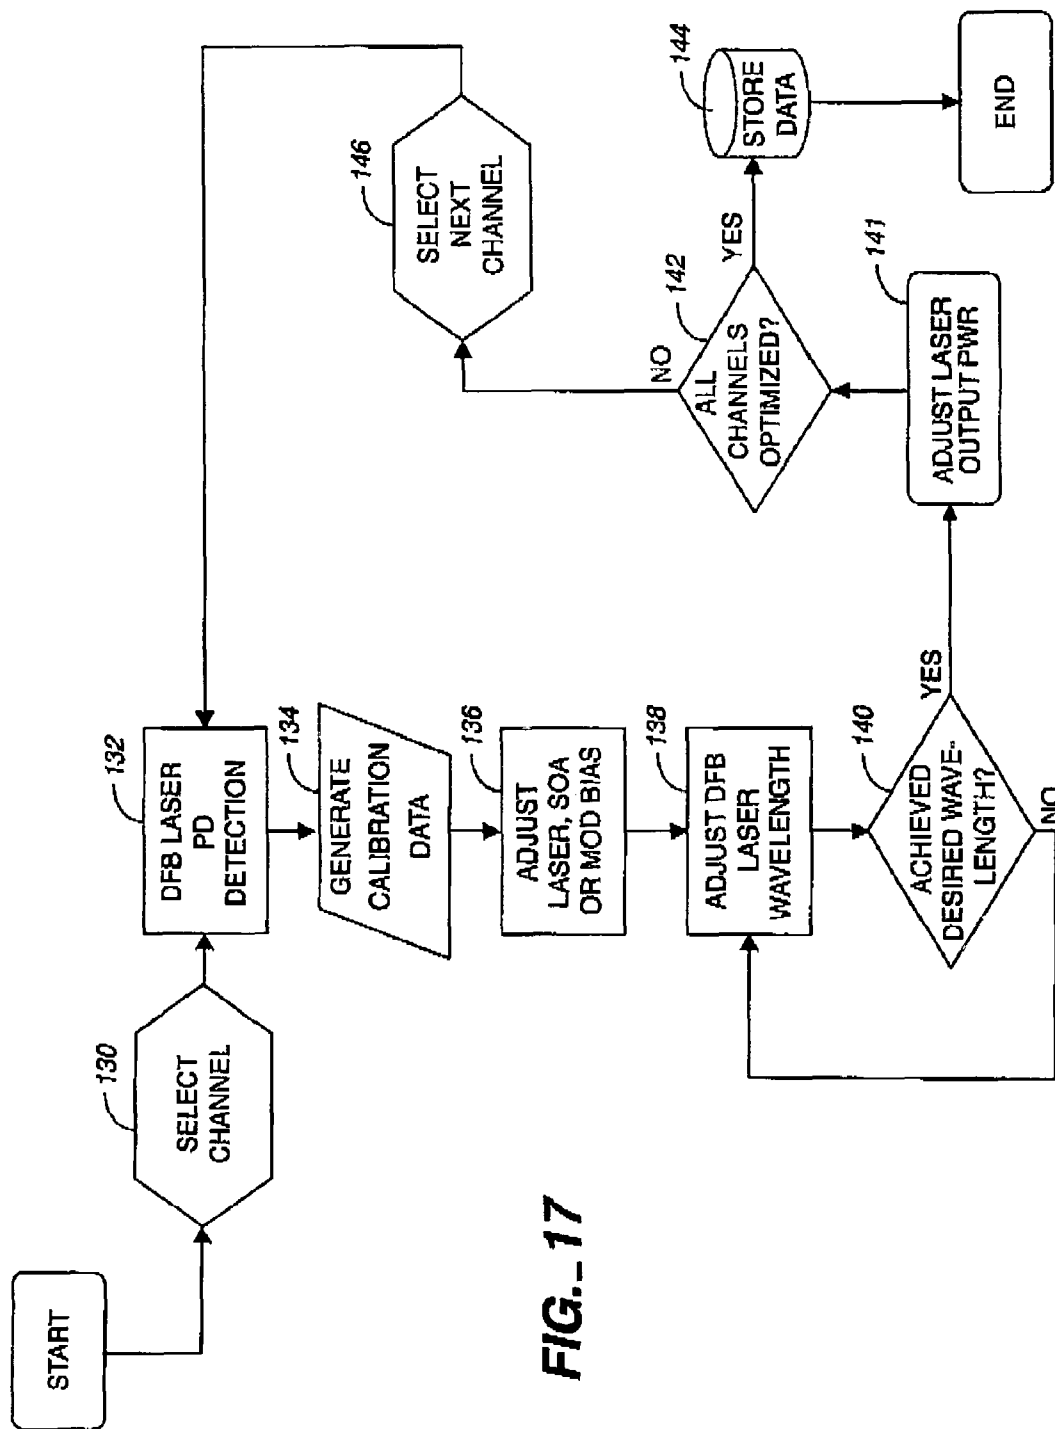 START
130
SELECT
CHANNEL
132
DFB LASER
PD
DETECTION
134
GENERATE
CALIBRATION
DATA
136
ADJUST
LASER, SOA
OR MOD BIAS
138
ADJUST DFB
LASER
WAVELENGTH
140
ACHIEVED
DESIRED WAVE-
LENGTH?
NO
YES
141
ADJUST LASER
OUTPUT PWR
142
ALL
CHANNELS
OPTIMIZED?
NO
YES
146
SELECT
NEXT
CHANNEL
144
STORE
DATA
END
FIG._17